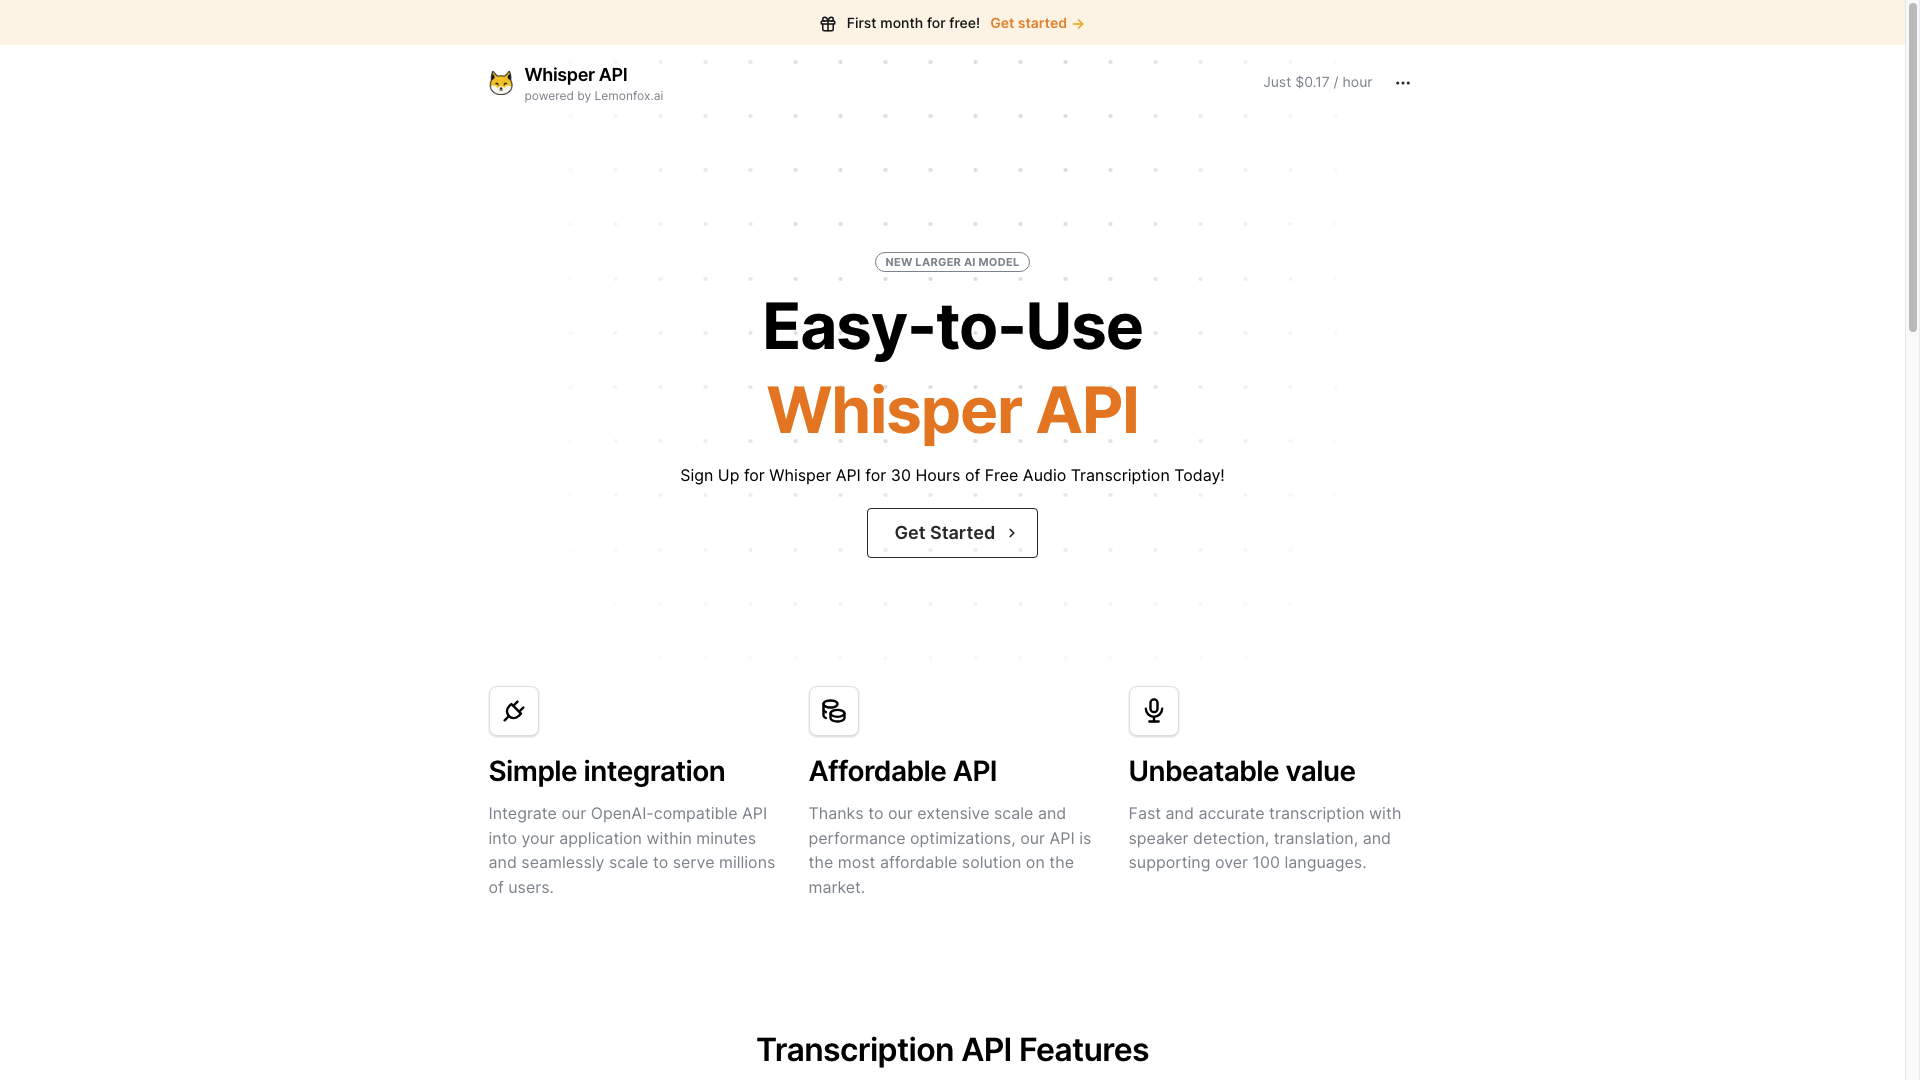 First month for free! Get started →
Whisper API
powered by Lemonfox.ai
Just $0.17 / hour
NEW LARGER AI MODEL
Easy-to-Use
Whisper API
Sign Up for Whisper API for 30 Hours of Free Audio Transcription Today!
Get Started
Simple integration
Integrate our OpenAI-compatible API
into your application within minutes
and seamlessly scale to serve millions
of users.
Affordable API
Thanks to our extensive scale and
performance optimizations, our API is
the most affordable solution on the
market.
Unbeatable value
Fast and accurate transcription with
speaker detection, translation, and
supporting over 100 languages.
Transcription API Features